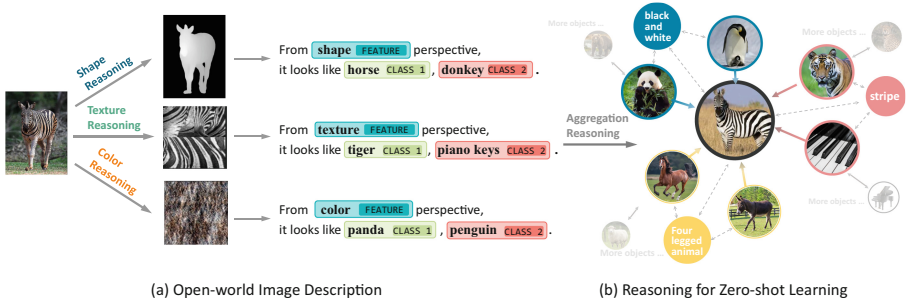 Shape
Reasoning
Texture
Reasoning
Color
Reasoning
From shape FEATURE perspective,
it looks like horse CLASS 1 , donkey CLASS 2 .
From texture FEATURE perspective,
it looks like tiger CLASS 1 , piano keys CLASS 2 .
From color FEATURE perspective,
it looks like panda CLASS 1 , penguin CLASS 2 .
(a) Open-world Image Description
Aggregation
Reasoning
More objects ...
black and
white
More objects ...
stripe
More objects ...
Four
legged
animal
More objects ...
(b) Reasoning for Zero-shot Learning